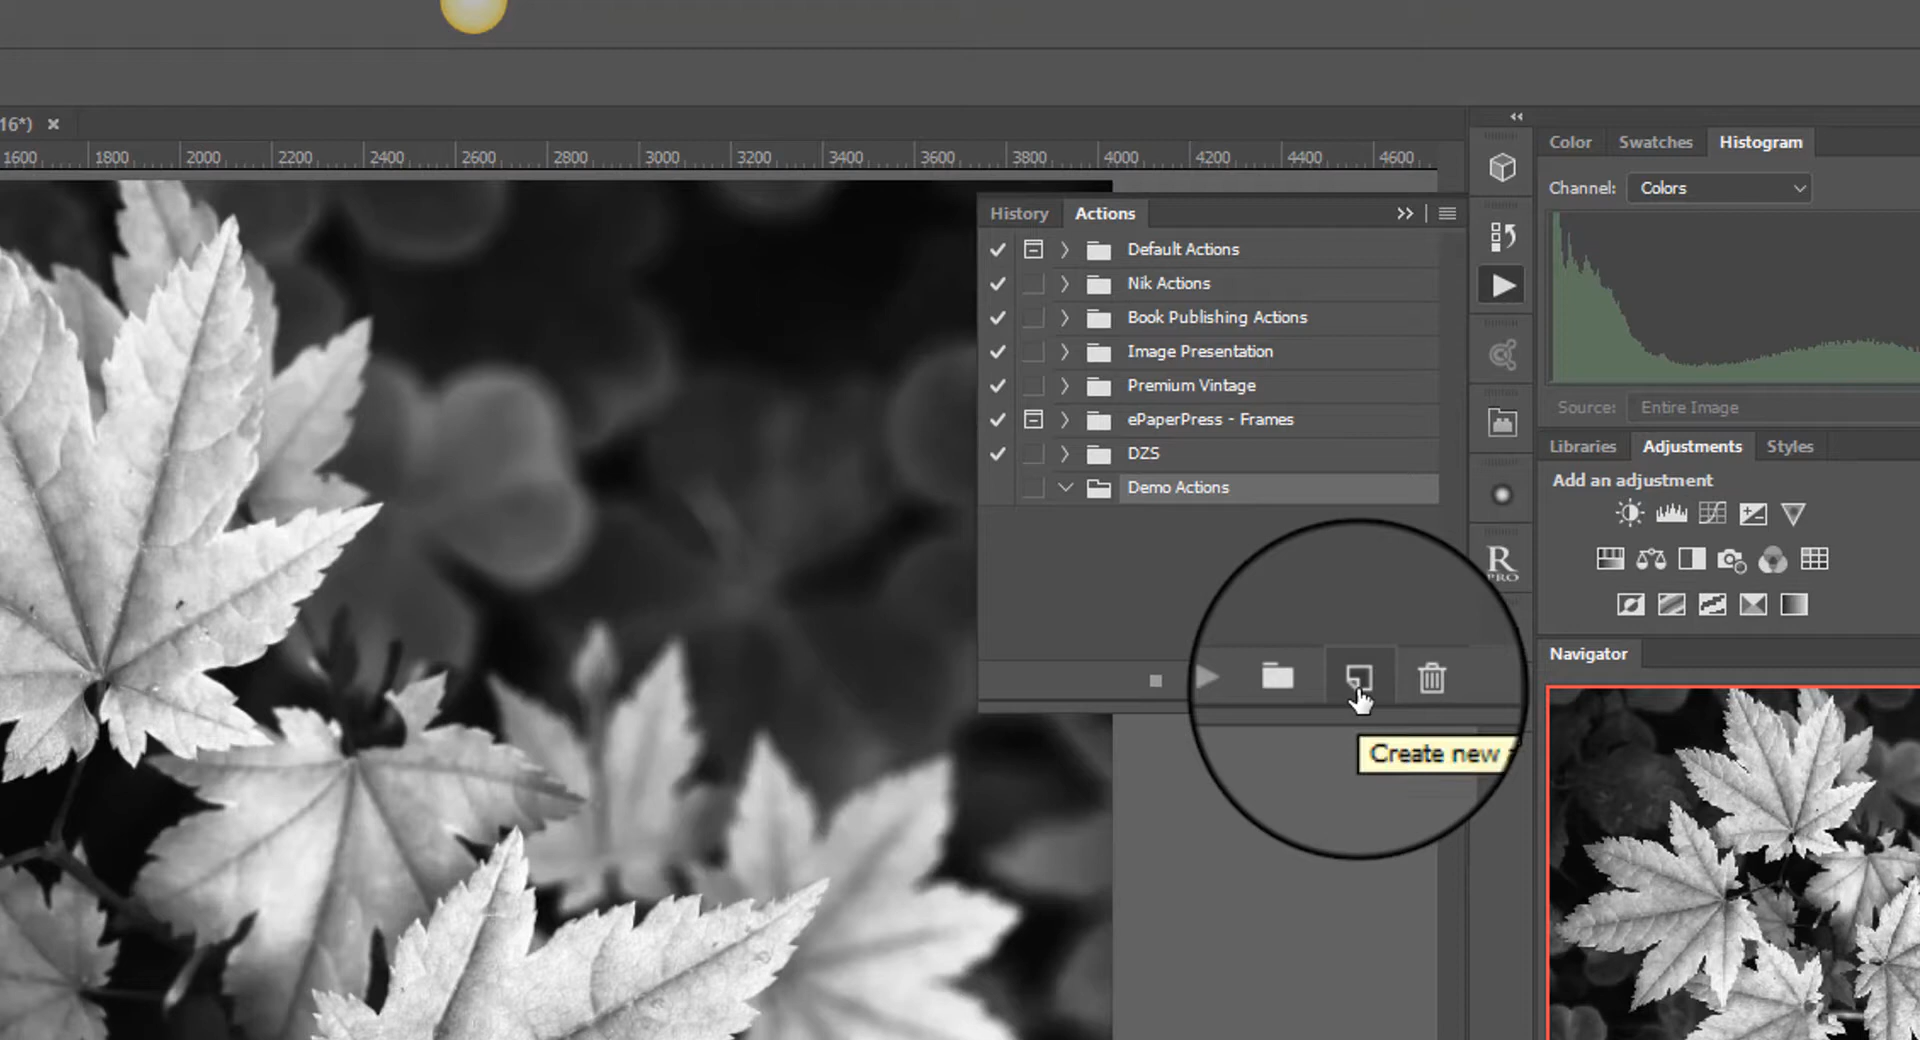 16*) ×
1600 1800 2000 2200 2400 2600 2800 3000 3200 3400 3600 3800 4000 4200 4400 4600
History Actions
Default Actions
Nik Actions
Book Publishing Actions
Image Presentation
Premium Vintage
ePaperPress - Frames
DZS
Demo Actions
Create new
R
PRO
Color Swatches Histogram
Channel: Colors
Source: Entire Image
Libraries Adjustments Styles
Add an adjustment
Navigator